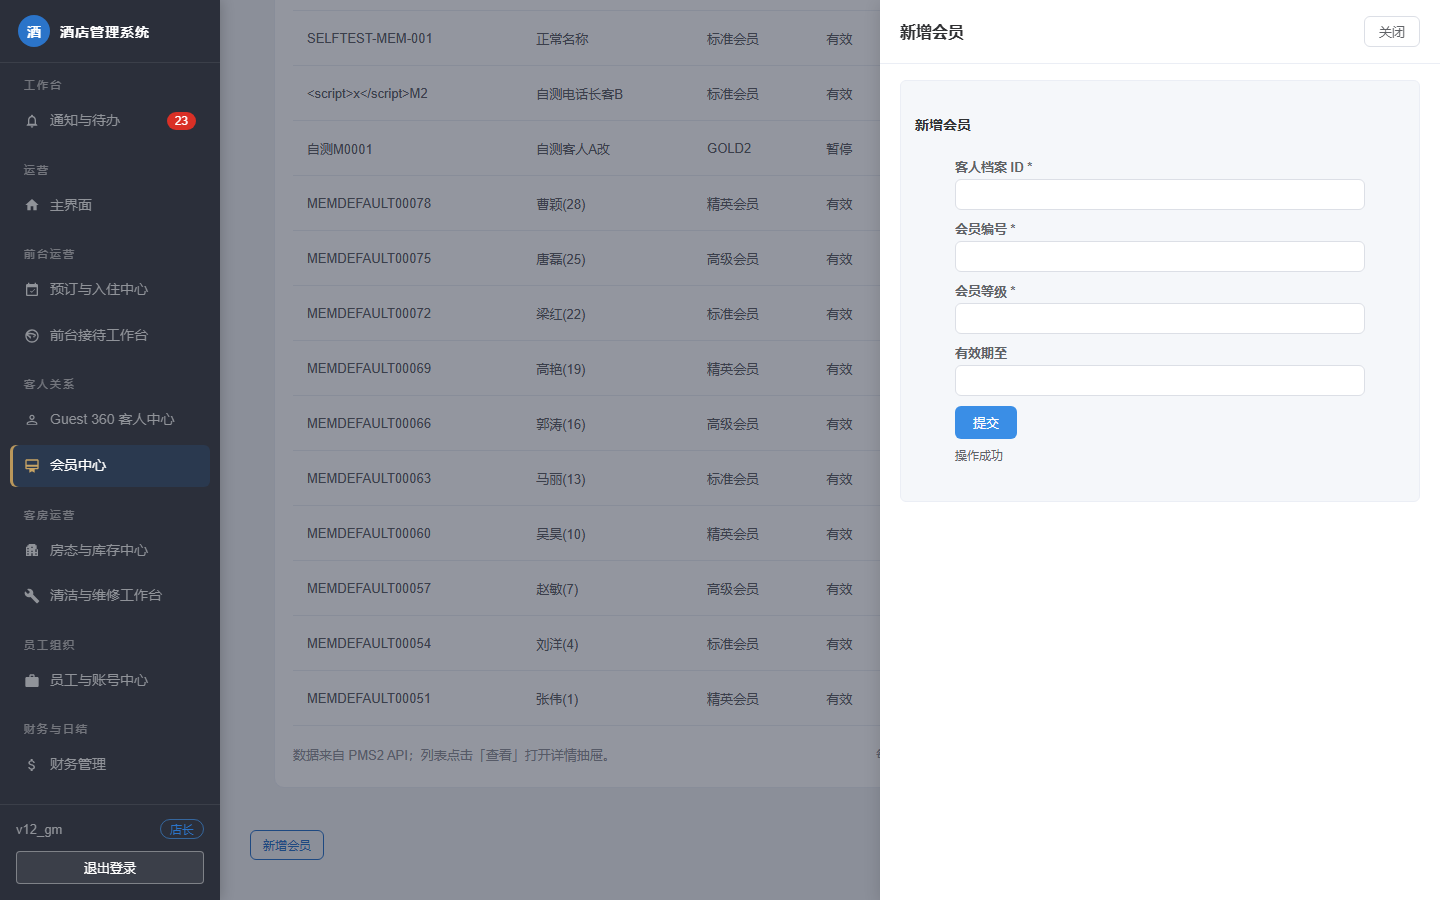 酒 酒店管理系统
工作台
通知与待办 23
运营
主界面
前台运营
预订与入住中心
前台接待工作台
客人关系
Guest 360 客人中心
会员中心
客房运营
房态与库存中心
清洁与维修工作台
员工组织
员工与账号中心
财务与日结
财务管理
v12_gm 店长
退出登录
SELFTEST-MEM-001 正常名称 标准会员 有效
<script>x</script>M2 自测电话长客B 标准会员 有效
自测M0001 自测客人A改 GOLD2 暂停
MEMDEFAULT00078 曹颖(28) 精英会员 有效
MEMDEFAULT00075 唐磊(25) 高级会员 有效
MEMDEFAULT00072 梁红(22) 标准会员 有效
MEMDEFAULT00069 高艳(19) 精英会员 有效
MEMDEFAULT00066 郭涛(16) 高级会员 有效
MEMDEFAULT00063 马丽(13) 标准会员 有效
MEMDEFAULT00060 吴昊(10) 精英会员 有效
MEMDEFAULT00057 赵敏(7) 高级会员 有效
MEMDEFAULT00054 刘洋(4) 标准会员 有效
MEMDEFAULT00051 张伟(1) 精英会员 有效
数据来自 PMS2 API；列表点击「查看」打开详情抽屉。
新增会员
新增会员 关闭
新增会员
客人档案 ID *
会员编号 *
会员等级 *
有效期至
提交
操作成功